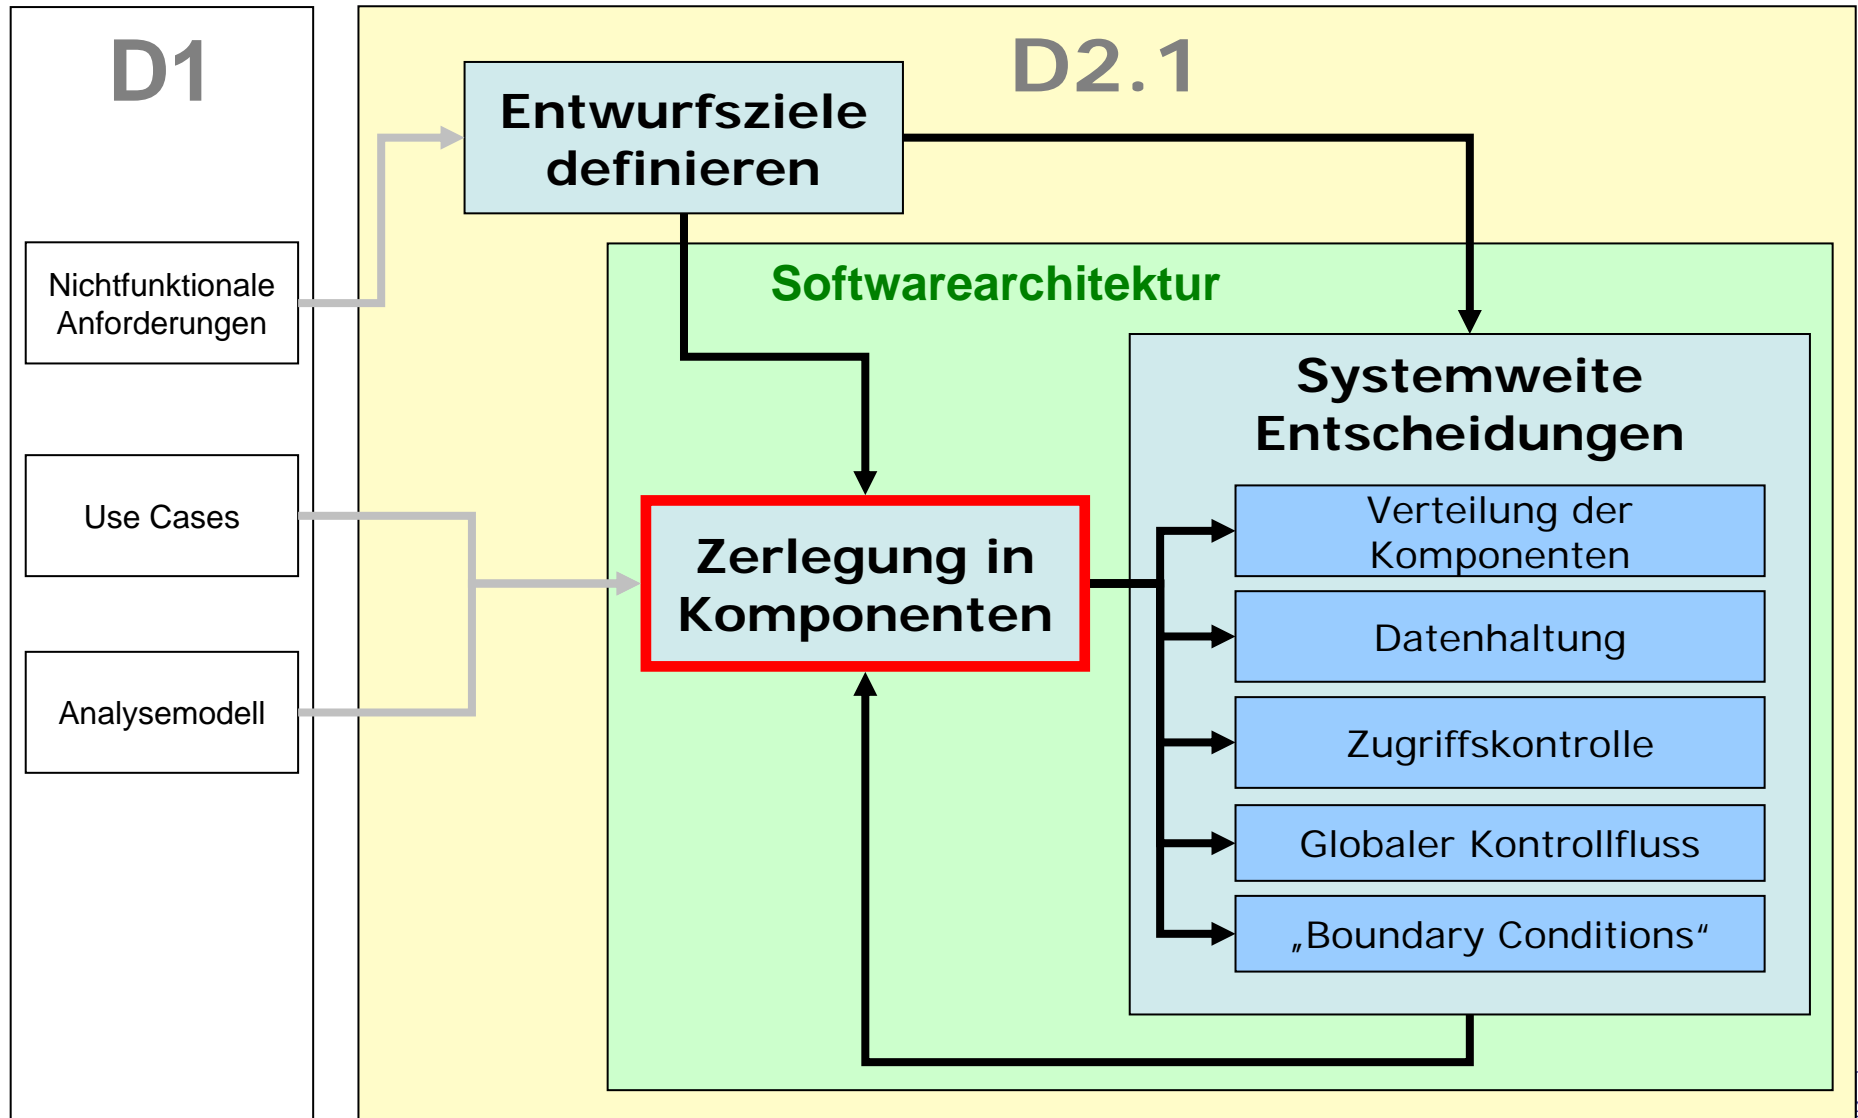 D1
Nichtfunktionale
Anforderungen
Use Cases
Analysemodell
D2.1
Entwurfsziele
definieren
Softwarearchitektur
Zerlegung in
Komponenten
Systemweite
Entscheidungen
Verteilung der
Komponenten
Datenhaltung
Zugriffskontrolle
Globaler Kontrollfluss
„Boundary Conditions“